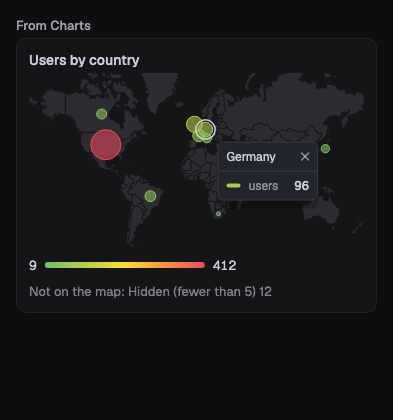 From Charts
Users by country
Germany
users 96
9 412
Not on the map: Hidden (fewer than 5) 12